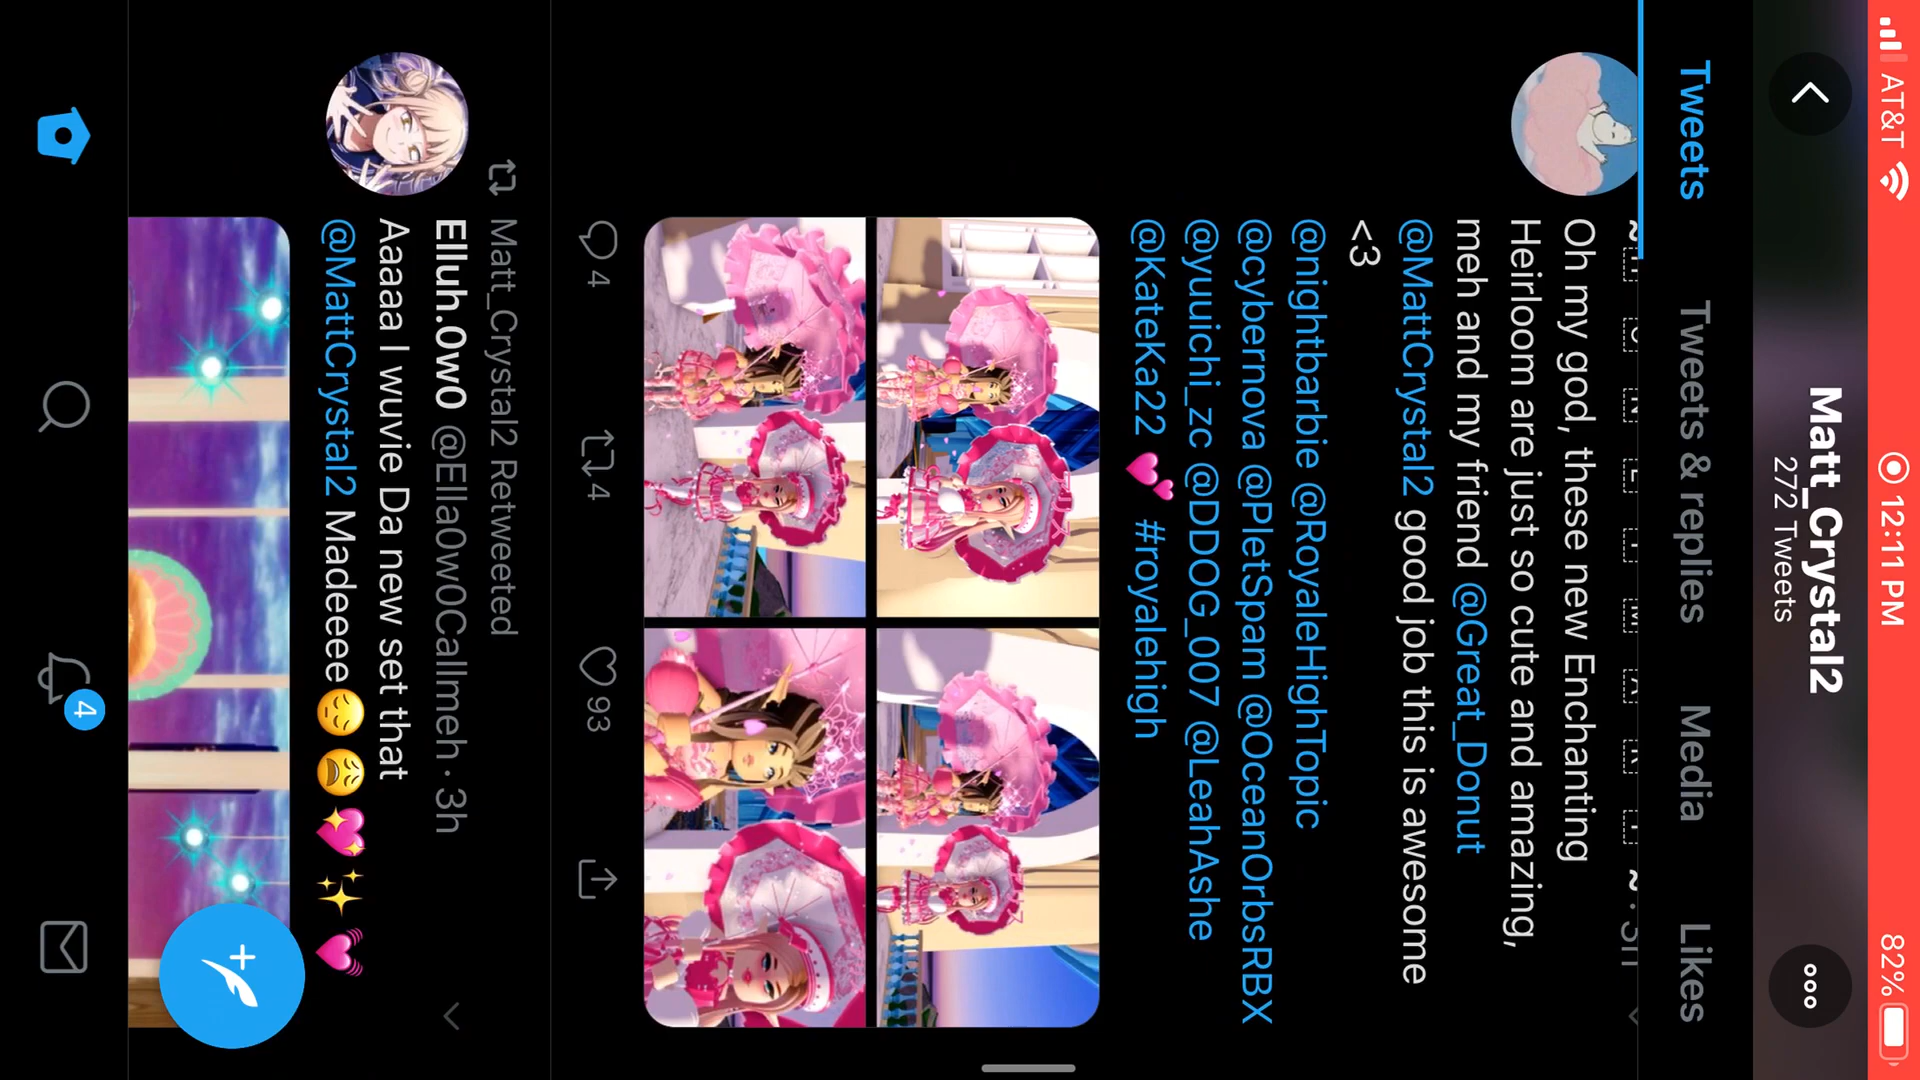 AT&T 12:11 PM 82%
Matt_Crystal2
272 Tweets
Tweets Tweets & replies Media Likes
Oh my god, these new Enchanting
Heirloom are just so cute and amazing,
meh and my friend @Great_Donut
@MattCrystal2 good job this is awesome
<3
@nightbarbie @RoyaleHighTopic
@cybernova @PletSpam @OceanOrbsRBX
@yuuichi_zc @DDOG_007 @LeahAshe
@KateKa22 💕 #royalehigh
4 4 93
Matt_Crystal2 Retweeted
Elluh.OwO @EllaOwOCallmeh · 3h
Aaaaa I wuvie Da new set that
@MattCrystal2 Madeeee😔😩💖✨💓
4